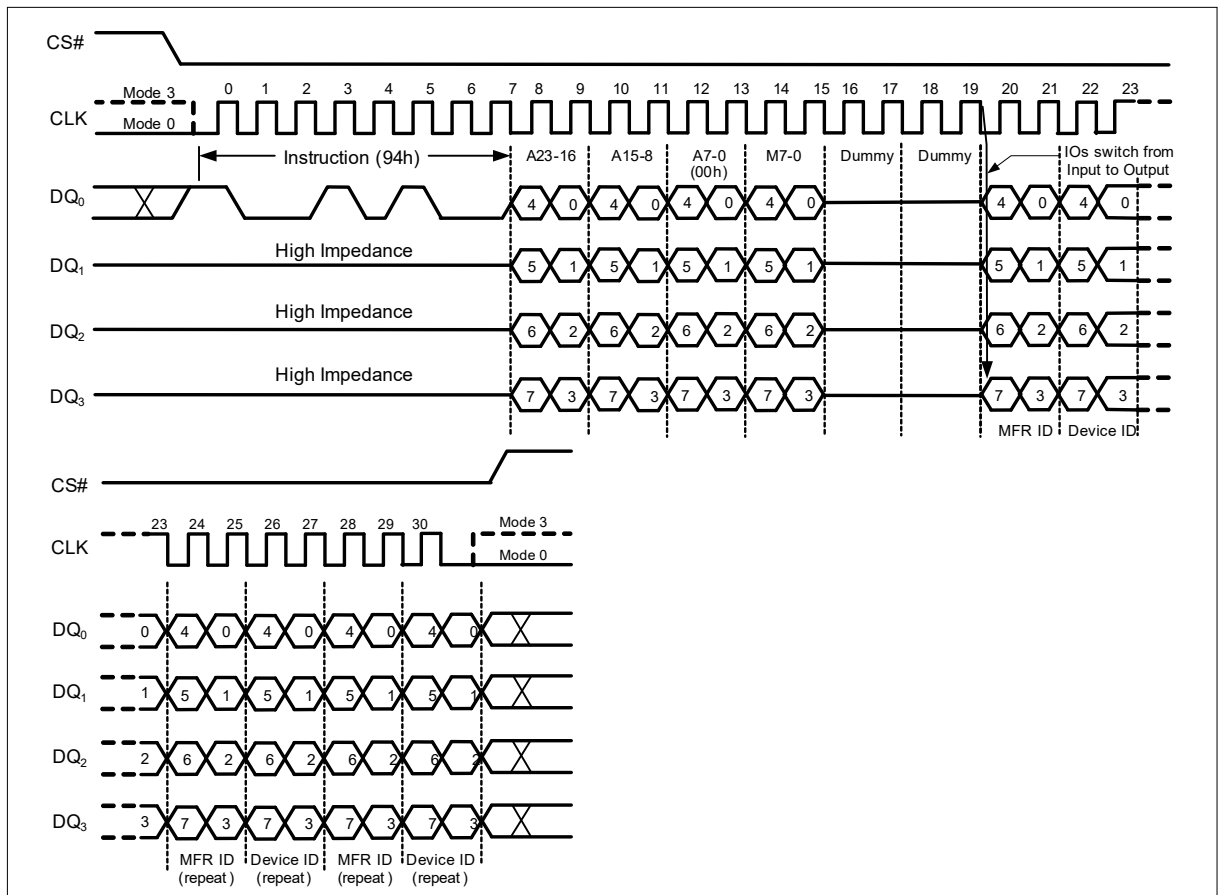 CS#
Mode 3
0 1 2 3 4 5 6 7 8 9 10 11 12 13 14 15 16 17 18 19 20 21 22 23
CLK
Mode 0
Instruction (94h)
A23-16 A15-8 A7-0 M7-0 Dummy Dummy
(00h)
IOs switch from
Input to Output
DQ0 4 0 4 0 4 0 4 0 4 0 4 0
High Impedance
DQ1 5 1 5 1 5 1 5 1 5 1 5 1
High Impedance
DQ2 6 2 6 2 6 2 6 2 6 2 6 2
High Impedance
DQ3 7 3 7 3 7 3 7 3 7 3 7 3
MFR ID Device ID
CS#
23 24 25 26 27 28 29 30 Mode 3
CLK
Mode 0
DQ0 0 4 0 4 0 4 0 4 0
DQ1 1 5 1 5 1 5 1 5 1
DQ2 2 6 2 6 2 6 2 6 2
DQ3 3 7 3 7 3 7 3 7 3
MFR ID Device ID MFR ID Device ID
(repeat) (repeat) (repeat) (repeat)